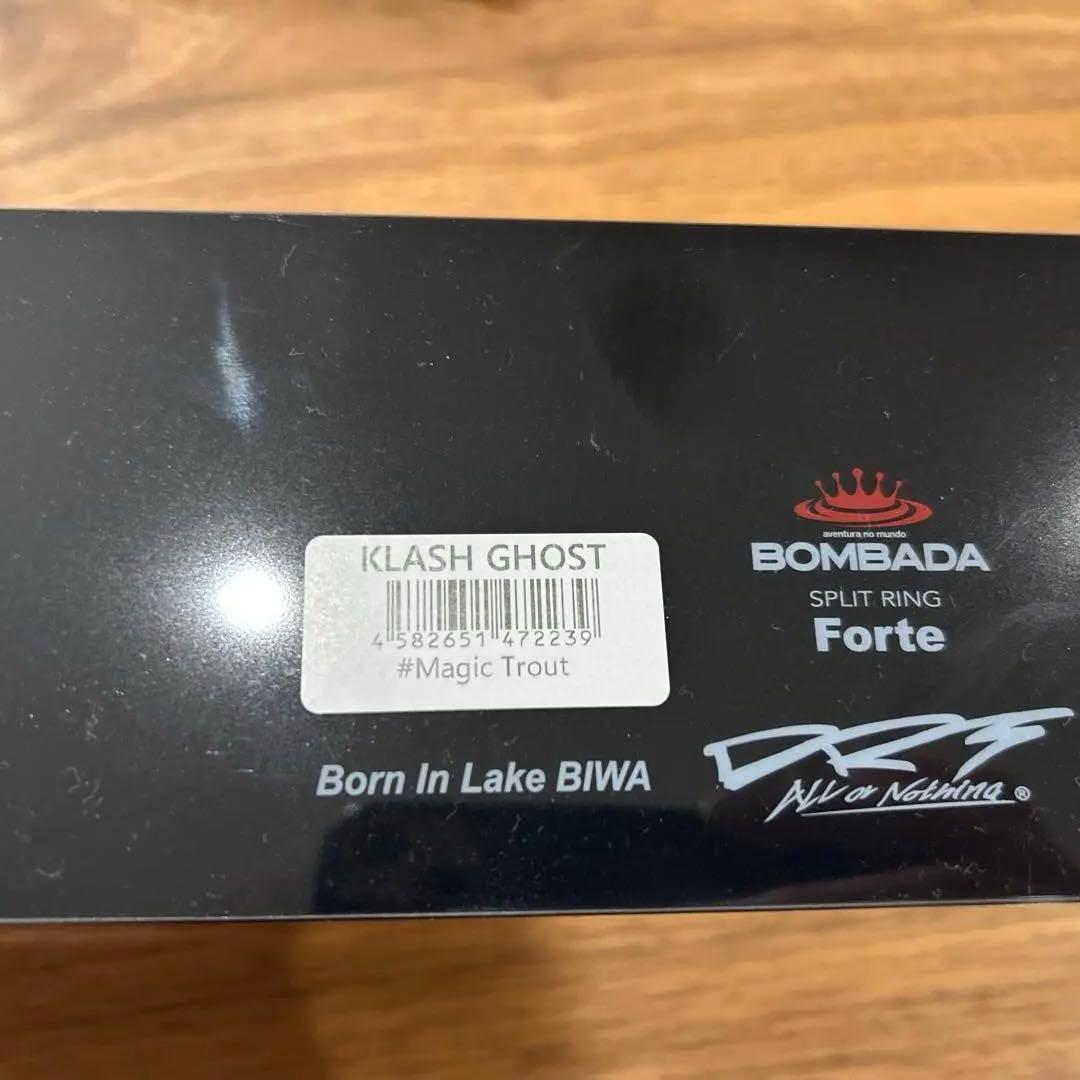 KLASH GHOST
4 582651 472239
#Magic Trout
Born In Lake BIWA
aventura no mundo
BOMBADA
SPLIT RING
Forte
DRT
All or Nothing ®